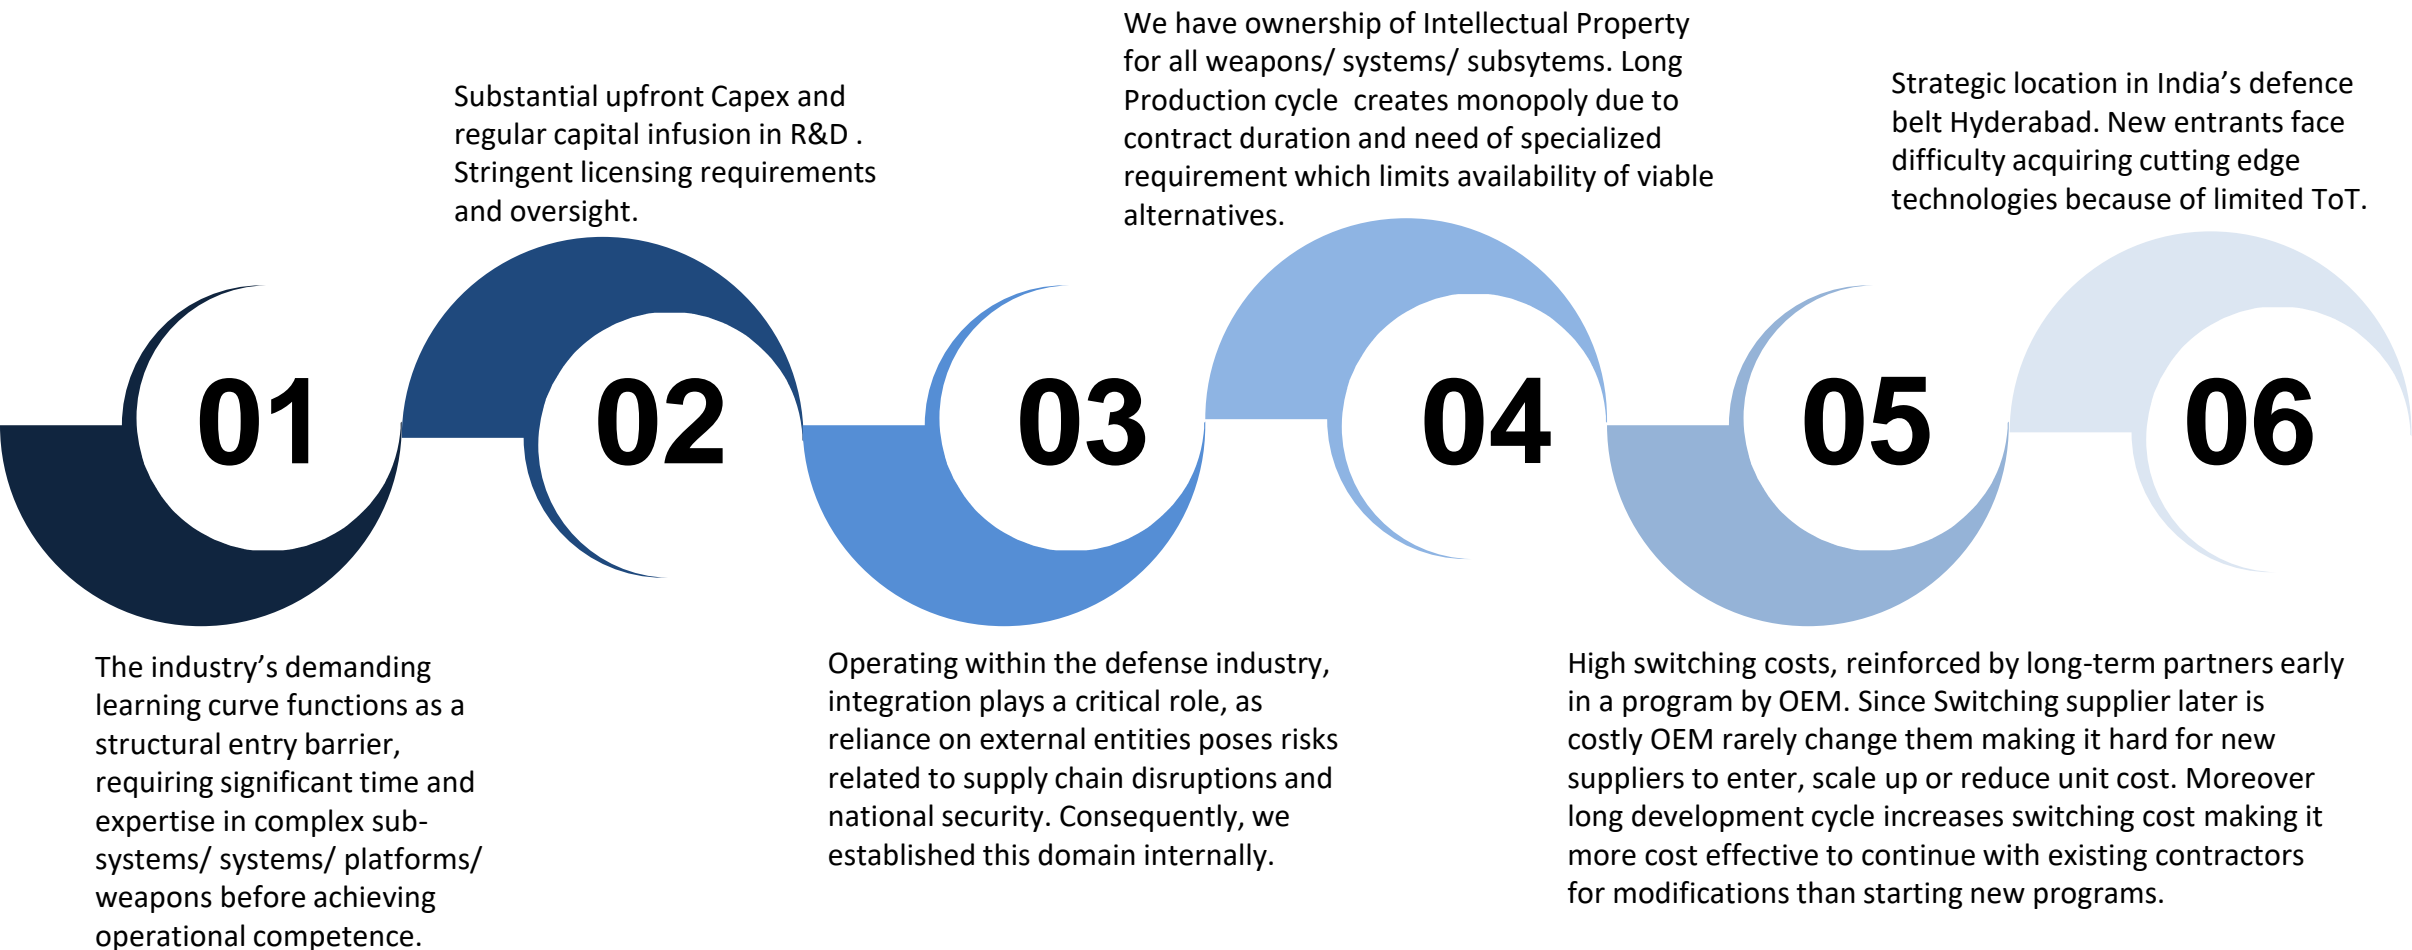 We have ownership of Intellectual Property
for all weapons/ systems/ subsytems. Long
Production cycle  creates monopoly due to
contract duration and need of specialized
requirement which limits availability of viable
alternatives.
Substantial upfront Capex and
regular capital infusion in R&D .
Stringent licensing requirements
and oversight.
Strategic location in India’s defence
belt Hyderabad. New entrants face
difficulty acquiring cutting edge
technologies because of limited ToT.
01
02
03
04
05
06
The industry’s demanding
learning curve functions as a
structural entry barrier,
requiring significant time and
expertise in complex sub-
systems/ systems/ platforms/
weapons before achieving
operational competence.
Operating within the defense industry,
integration plays a critical role, as
reliance on external entities poses risks
related to supply chain disruptions and
national security. Consequently, we
established this domain internally.
High switching costs, reinforced by long-term partners early
in a program by OEM. Since Switching supplier later is
costly OEM rarely change them making it hard for new
suppliers to enter, scale up or reduce unit cost. Moreover
long development cycle increases switching cost making it
more cost effective to continue with existing contractors
for modifications than starting new programs.